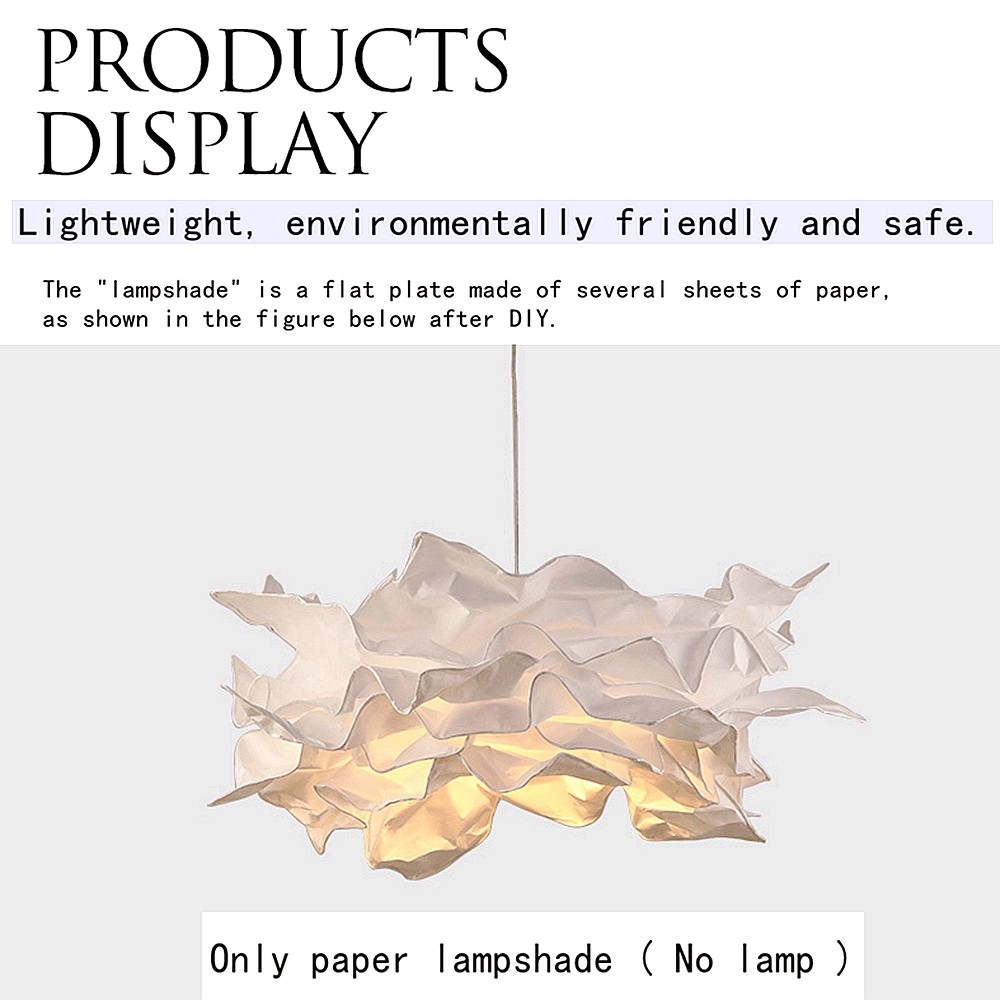 PRODUCTS
DISPLAY
Lightweight, environmentally friendly and safe.
The "lampshade" is a flat plate made of several sheets of paper,
as shown in the figure below after DIY.
Only paper lampshade ( No lamp )